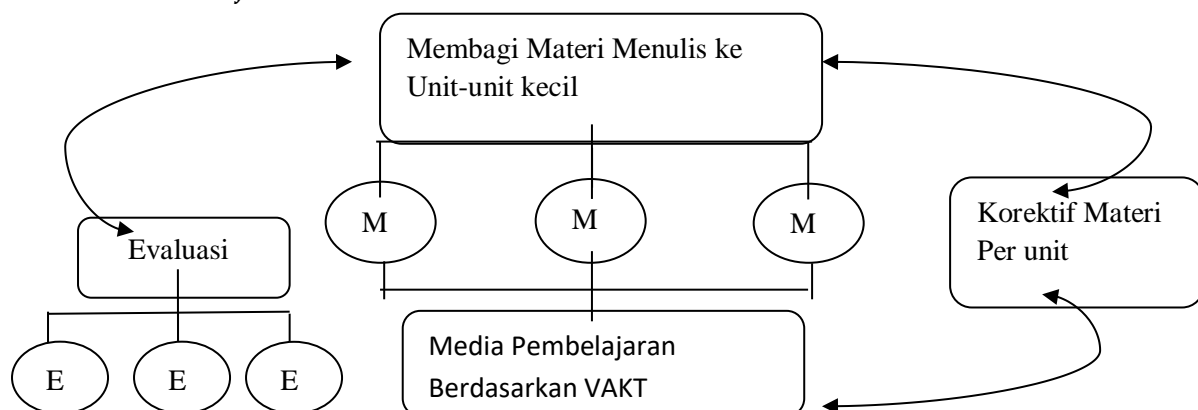 Membagi Materi Menulis ke
Unit-unit kecil
M
M
M
Korektif Materi
Per unit
Evaluasi
E
E
E
Media Pembelajaran
Berdasarkan VAKT